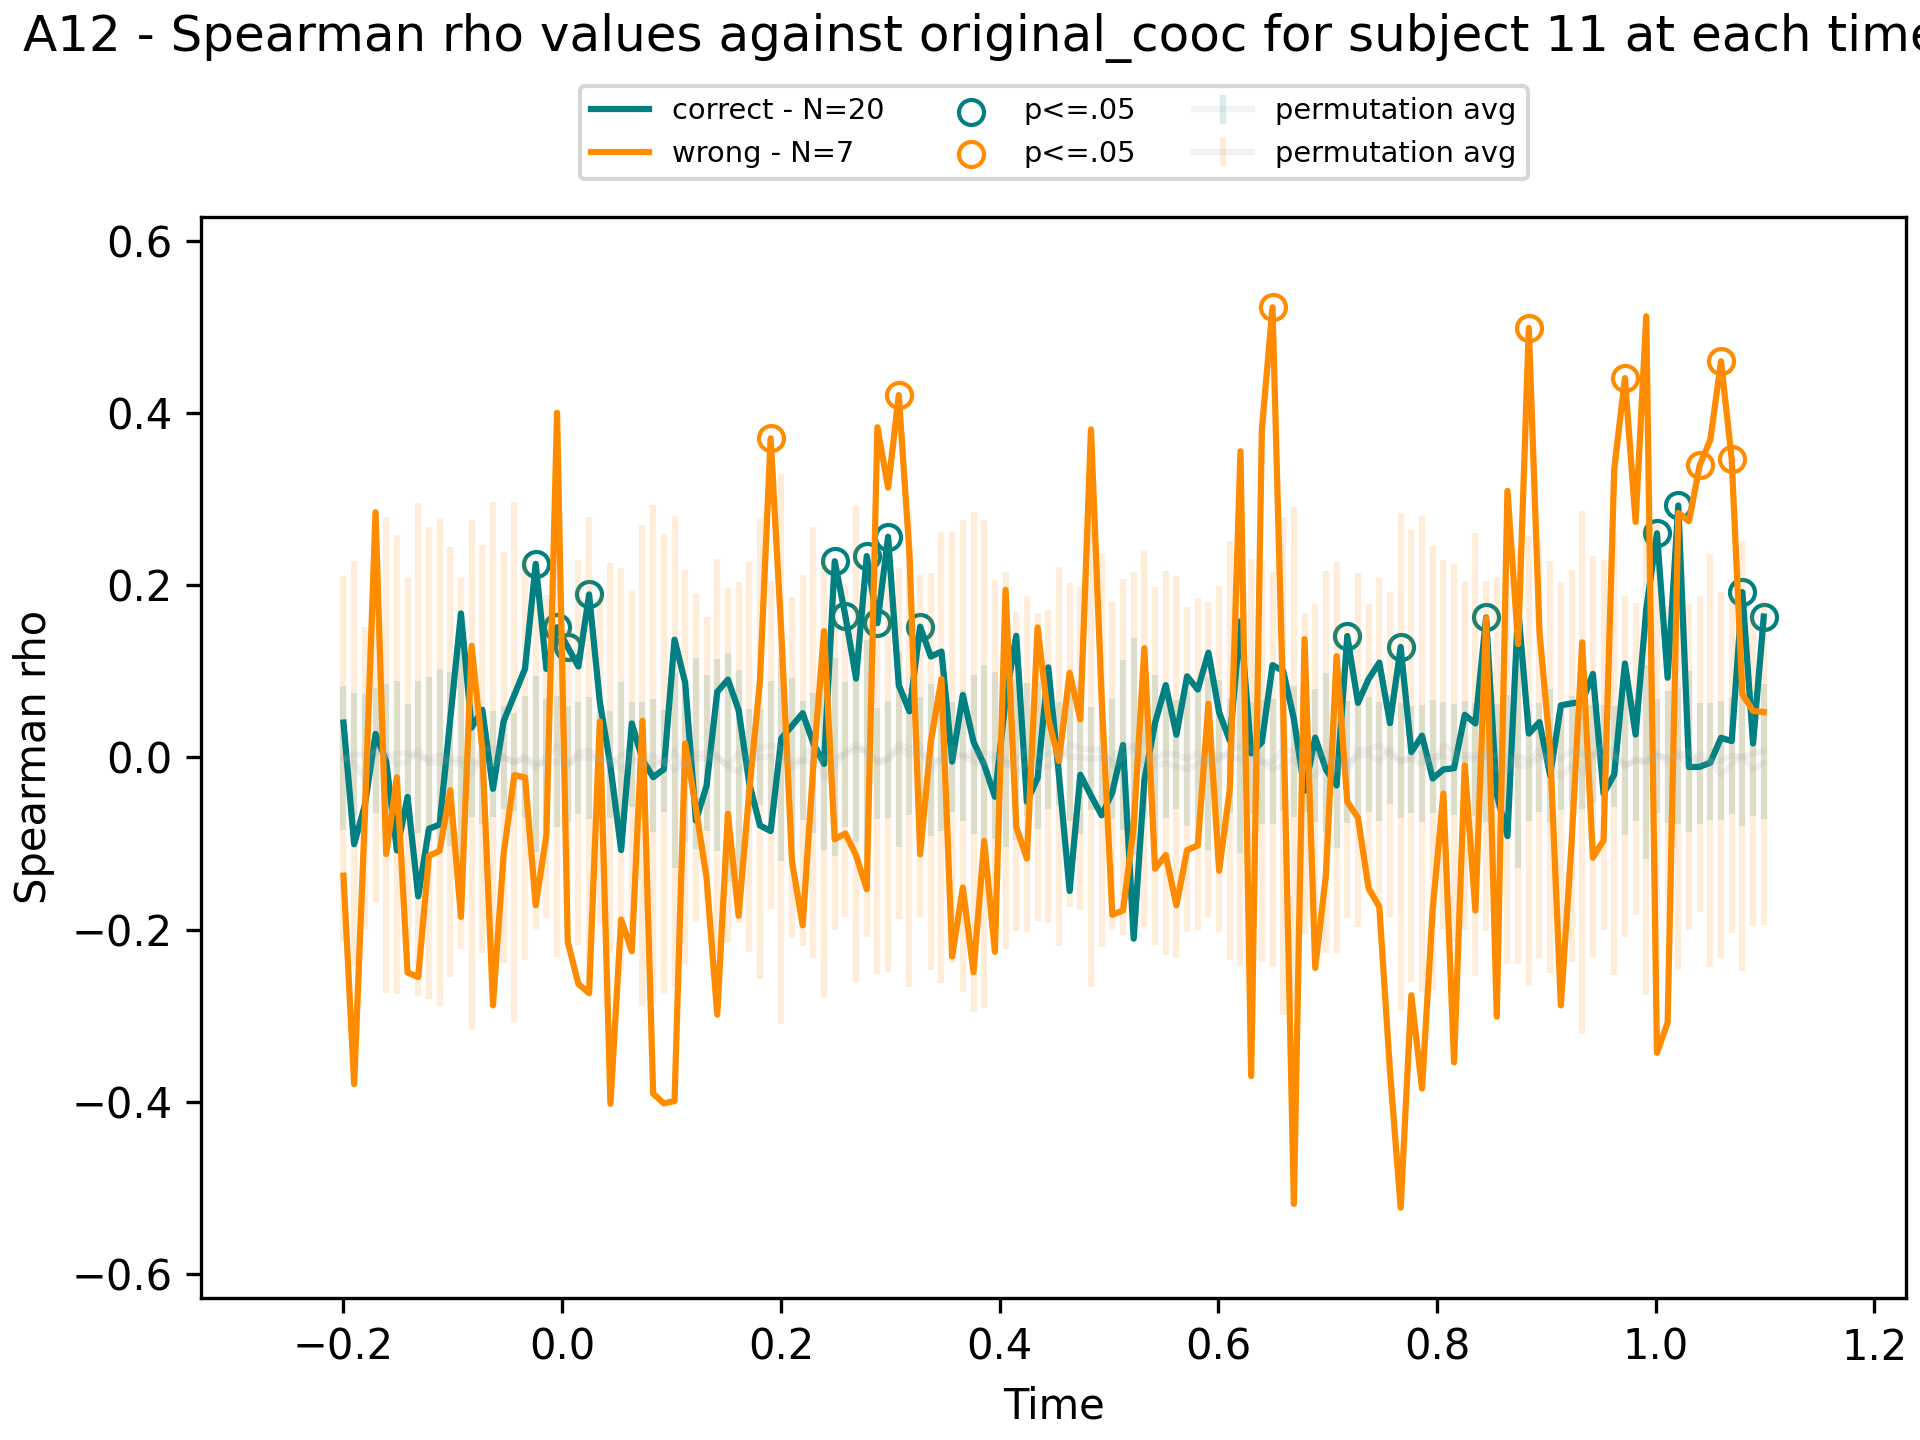 A12 - Spearman rho values against original_cooc for subject 11 at each time
correct - N=20
wrong - N=7
p<=.05
p<=.05
permutation avg
permutation avg
0.6
0.4
0.2
0.0
−0.2
−0.4
−0.6
Spearman rho
−0.2
0.0
0.2
0.4
0.6
0.8
1.0
1.2
Time